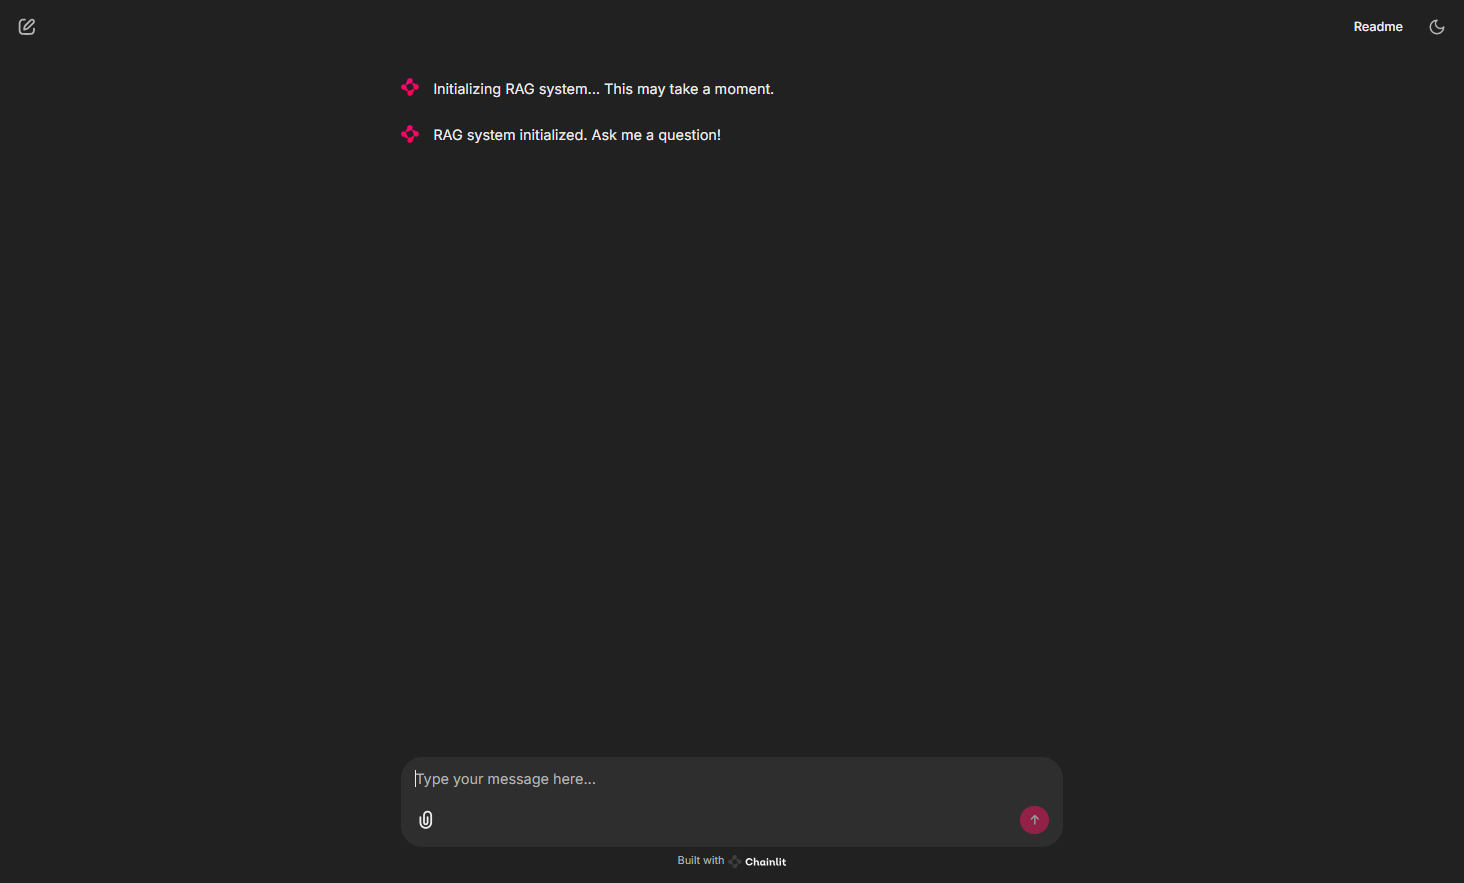 Readme
Initializing RAG system... This may take a moment.
RAG system initialized. Ask me a question!
Type your message here...
Built with Chainlit